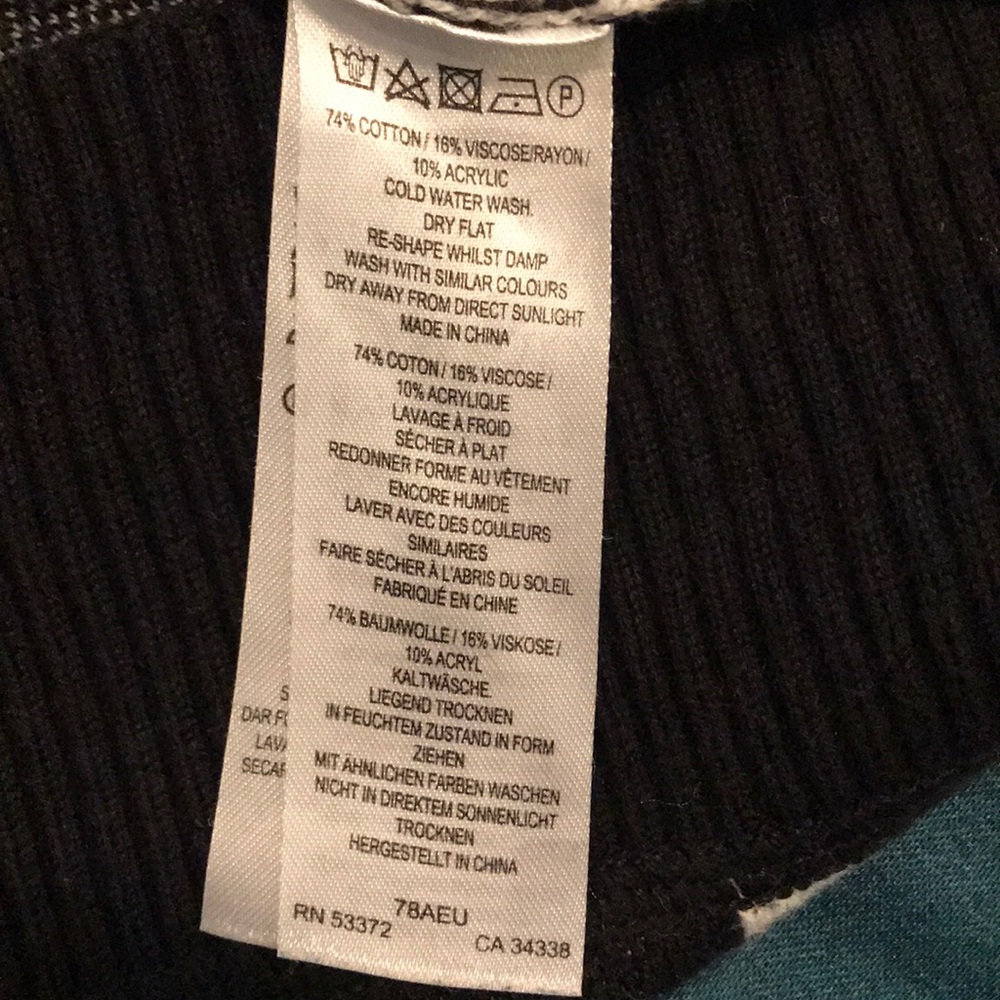 P
74% COTTON / 16% VISCOSE/RAYON /
10% ACRYLIC
COLD WATER WASH.
DRY FLAT
RE-SHAPE WHILST DAMP
WASH WITH SIMILAR COLOURS
DRY AWAY FROM DIRECT SUNLIGHT
MADE IN CHINA
74% COTON / 16% VISCOSE /
10% ACRYLIQUE
LAVAGE À FROID
SÉCHER À PLAT
REDONNER FORME AU VÊTEMENT
ENCORE HUMIDE
LAVER AVEC DES COULEURS
SIMILAIRES
FAIRE SÉCHER À L'ABRIS DU SOLEIL
FABRIQUÉ EN CHINE
74% BAUMWOLLE / 16% VISKOSE /
10% ACRYL
KALTWÄSCHE.
LIEGEND TROCKNEN
IN FEUCHTEM ZUSTAND IN FORM
ZIEHEN
MIT ÄHNLICHEN FARBEN WASCHEN
NICHT IN DIREKTEM SONNENLICHT
TROCKNEN
HERGESTELLT IN CHINA
78AEU
RN 53372
CA 34338
DAR